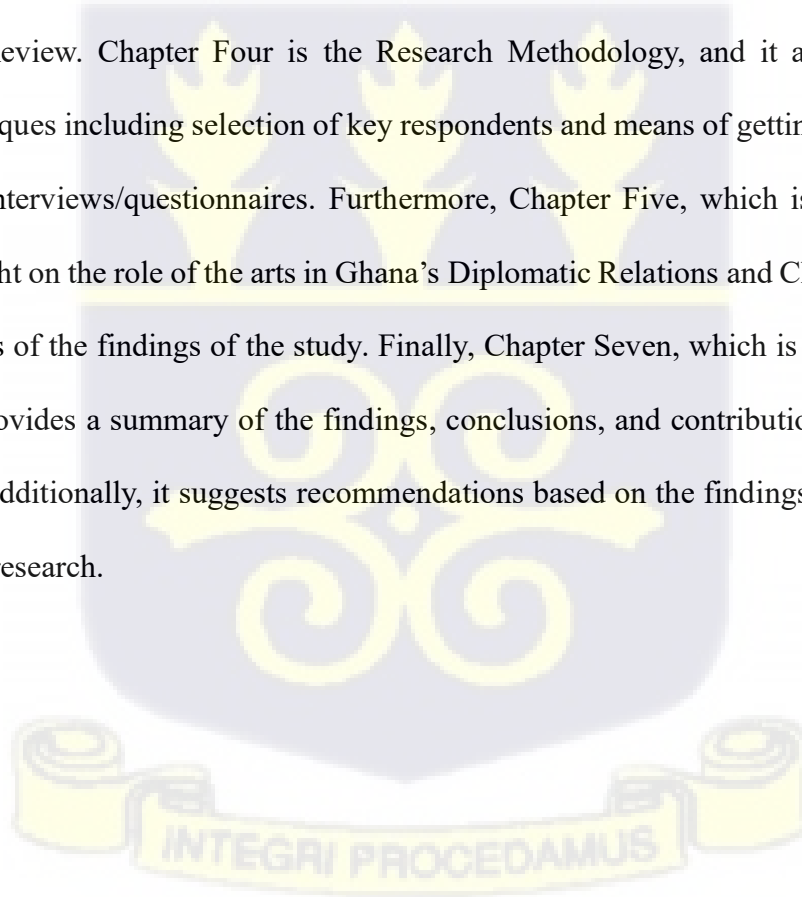 eview. Chapter Four is the Research Methodology, and it a
ques including selection of key respondents and means of gettin
nterviews/questionnaires. Furthermore, Chapter Five, which is
ht on the role of the arts in Ghana’s Diplomatic Relations and C
s of the findings of the study. Finally, Chapter Seven, which is
ovides a summary of the findings, conclusions, and contributio
dditionally, it suggests recommendations based on the findings
esearch.
INTEGRI PROCEDAMUS